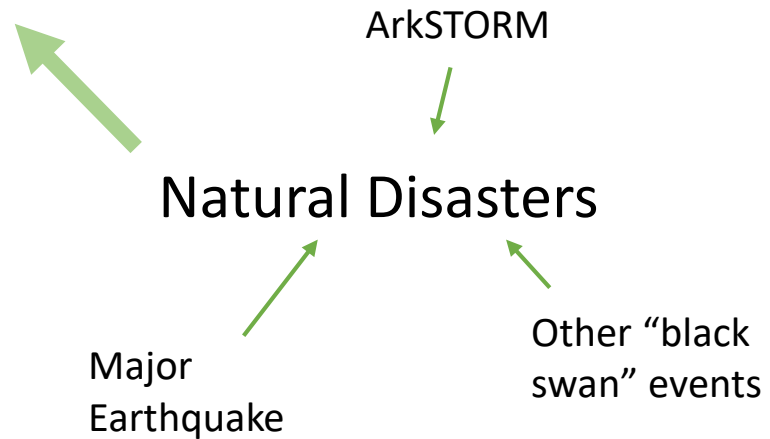 ArkSTORM
Natural Disasters
Other “black
swan” events
Major
Earthquake